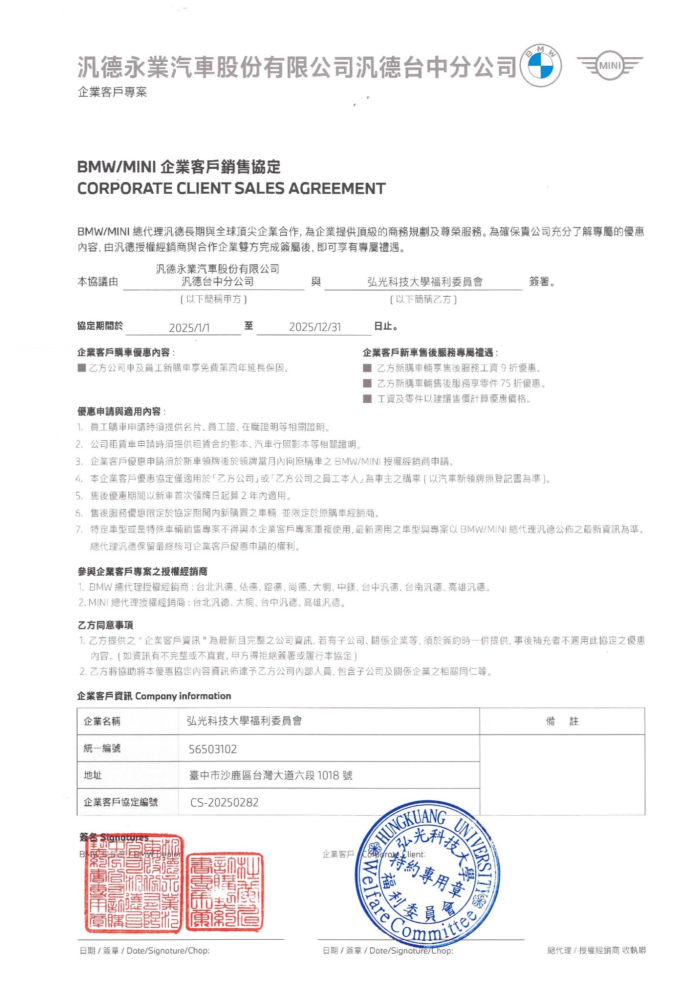 汎德永業汽車股份有限公司汎德台中分公司
BMW
MINI
企業客戶專案
BMW/MINI 企業客戶銷售協定
CORPORATE CLIENT SALES AGREEMENT
BMW/MINI 總代理汎德長期與全球頂尖企業合作, 為企業提供頂級的商務規劃及尊榮服務。為確保貴公司充分了解專屬的優惠
內容, 由汎德授權經銷商與合作企業雙方完成簽屬後, 即可享有專屬禮遇。
汎德永業汽車股份有限公司
本協議由 汎德台中分公司 與 弘光科技大學福利委員會 簽署。
( 以下簡稱甲方 ) ( 以下簡稱乙方 )
協定期間於 2025/1/1 至 2025/12/31 日止。
企業客戶購車優惠內容 :
■ 乙方公司車及員工新購車享免費第四年延長保固。
企業客戶新車售後服務專屬禮遇 :
■ 乙方新購車輛享售後服務工資 9 折優惠。
■ 乙方新購車輛售後服務享零件 75 折優惠。
■ 工資及零件以建議售價計算優惠價格。
優惠申請與適用內容 :
1. 員工購車申請時須提供名片、員工證、在職證明等相關證明。
2. 公司租賃車申請時須提供租賃合約影本、汽車行照影本等相關證明。
3. 企業客戶優惠申請須於新車領牌後於領牌當月內向原購車之 BMW/MINI 授權經銷商申請。
4. 本企業客戶優惠協定僅適用於「乙方公司」或「乙方公司之員工本人」為車主之購車 ( 以汽車新領牌照登記書為準 )。
5. 售後優惠期間以新車首次領牌日起算 2 年內適用。
6. 售後服務優惠限定於協定期間內新購買之車輛, 並限定於原購車經銷商。
7. 特定車型或是特殊車輛銷售專案不得與本企業客戶專案重複使用, 最新適用之車型與專案以 BMW/MINI 總代理汎德公佈之最新資訊為準。
總代理汎德保留最終核可企業客戶優惠申請的權利。
參與企業客戶專案之授權經銷商
1. BMW 總代理授權經銷商 : 台北汎德、依德、鎔德、尚德、大桐、中鎂、台中汎德、台南汎德、高雄汎德。
2. MINI 總代理授權經銷商 : 台北汎德、大桐、台中汎德、高雄汎德。
乙方同意事項
1. 乙方提供之 " 企業客戶資訊 " 為最新且完整之公司資訊, 若有子公司、關係企業等, 須於簽約時一併提供, 事後補充者不適用此協定之優惠
內容。( 如資訊有不完整或不真實, 甲方得拒絕簽署或履行本協定 )
2. 乙方將協助將本優惠協定內容資訊佈達予乙方公司內部人員, 包含子公司及關係企業之相關同仁等。
企業客戶資訊 Company information
企業名稱 弘光科技大學福利委員會 備 註
統一編號 56503102
地址 臺中市沙鹿區台灣大道六段 1018 號
企業客戶協定編號 CS-20250282
簽名 Signatures
BMW 經銷商 / BMW Dealer
企業客戶 / Corporate Client:
HUNGKUANG UNIVERSITY
弘光科技大學
特約專用章
福利委員會
Welfare Committee
日期 / 簽章 / Date/Signature/Chop:
日期 / 簽章 / Date/Signature/Chop:
總代理 / 授權經銷商 收執聯